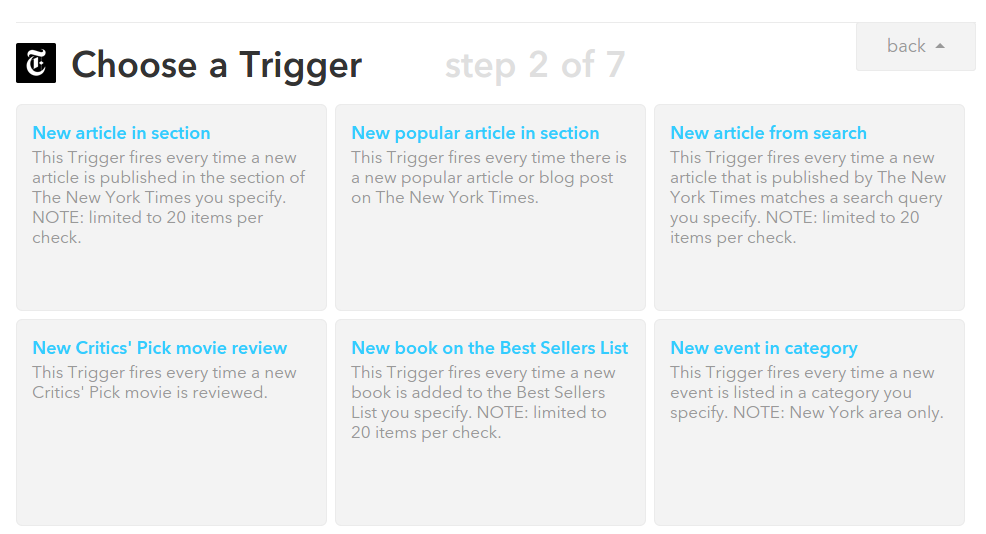 Choose a Trigger
step 2 of 7
back
New article in section
This Trigger fires every time a new
article is published in the section of
The New York Times you specify.
NOTE: limited to 20 items per
check.
New popular article in section
This Trigger fires every time there is
a new popular article or blog post
on The New York Times.
New article from search
This Trigger fires every time a new
article that is published by The New
York Times matches a search query
you specify. NOTE: limited to 20
items per check.
New Critics' Pick movie review
This Trigger fires every time a new
Critics' Pick movie is reviewed.
New book on the Best Sellers List
This Trigger fires every time a new
book is added to the Best Sellers
List you specify. NOTE: limited to
20 items per check.
New event in category
This Trigger fires every time a new
event is listed in a category you
specify. NOTE: New York area only.